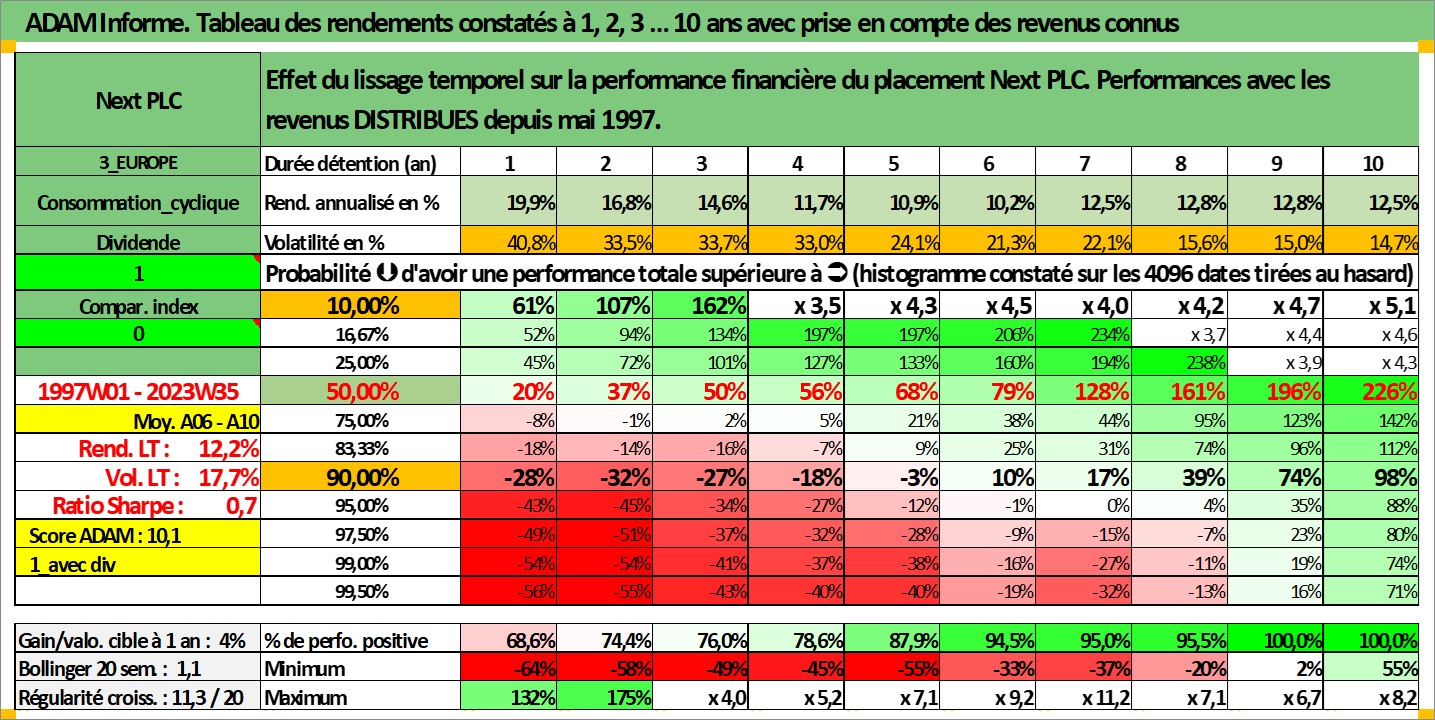 ADAM Informe. Tableau des rendements constatés à 1, 2, 3 ... 10 ans avec prise en compte des revenus connus
Next PLC
Effet du lissage temporel sur la performance financière du placement Next PLC. Performances avec les
revenus DISTRIBUES depuis mai 1997.
3_EUROPE Durée détention (an) 1 2 3 4 5 6 7 8 9 10
Consommation_cyclique Rend. annualisé en % 19,9% 16,8% 14,6% 11,7% 10,9% 10,2% 12,5% 12,8% 12,8% 12,5%
Dividende Volatilité en % 40,8% 33,5% 33,7% 33,0% 24,1% 21,3% 22,1% 15,6% 15,0% 14,7%
1 Probabilité ⮋ d'avoir une performance totale supérieure à ⮊ (histogramme constaté sur les 4096 dates tirées au hasard)
Compar. index 10,00% 61% 107% 162% x 3,5 x 4,3 x 4,5 x 4,0 x 4,2 x 4,7 x 5,1
0 16,67% 52% 94% 134% 197% 197% 206% 234% x 3,7 x 4,4 x 4,6
25,00% 45% 72% 101% 127% 133% 160% 194% 238% x 3,9 x 4,3
1997W01 - 2023W35 50,00% 20% 37% 50% 56% 68% 79% 128% 161% 196% 226%
Moy. A06 - A10 75,00% -8% -1% 2% 5% 21% 38% 44% 95% 123% 142%
Rend. LT : 12,2% 83,33% -18% -14% -16% -7% 9% 25% 31% 74% 96% 112%
Vol. LT : 17,7% 90,00% -28% -32% -27% -18% -3% 10% 17% 39% 74% 98%
Ratio Sharpe : 0,7 95,00% -43% -45% -34% -27% -12% -1% 0% 4% 35% 88%
Score ADAM : 10,1 97,50% -49% -51% -37% -32% -28% -9% -15% -7% 23% 80%
1_avec div 99,00% -54% -54% -41% -37% -38% -16% -27% -11% 19% 74%
99,50% -56% -55% -43% -40% -40% -19% -32% -13% 16% 71%
Gain/valo. cible à 1 an : 4% % de perfo. positive 68,6% 74,4% 76,0% 78,6% 87,9% 94,5% 95,0% 95,5% 100,0% 100,0%
Bollinger 20 sem. : 1,1 Minimum -64% -58% -49% -45% -55% -33% -37% -20% 2% 55%
Régularité croiss. : 11,3 / 20 Maximum 132% 175% x 4,0 x 5,2 x 7,1 x 9,2 x 11,2 x 7,1 x 6,7 x 8,2